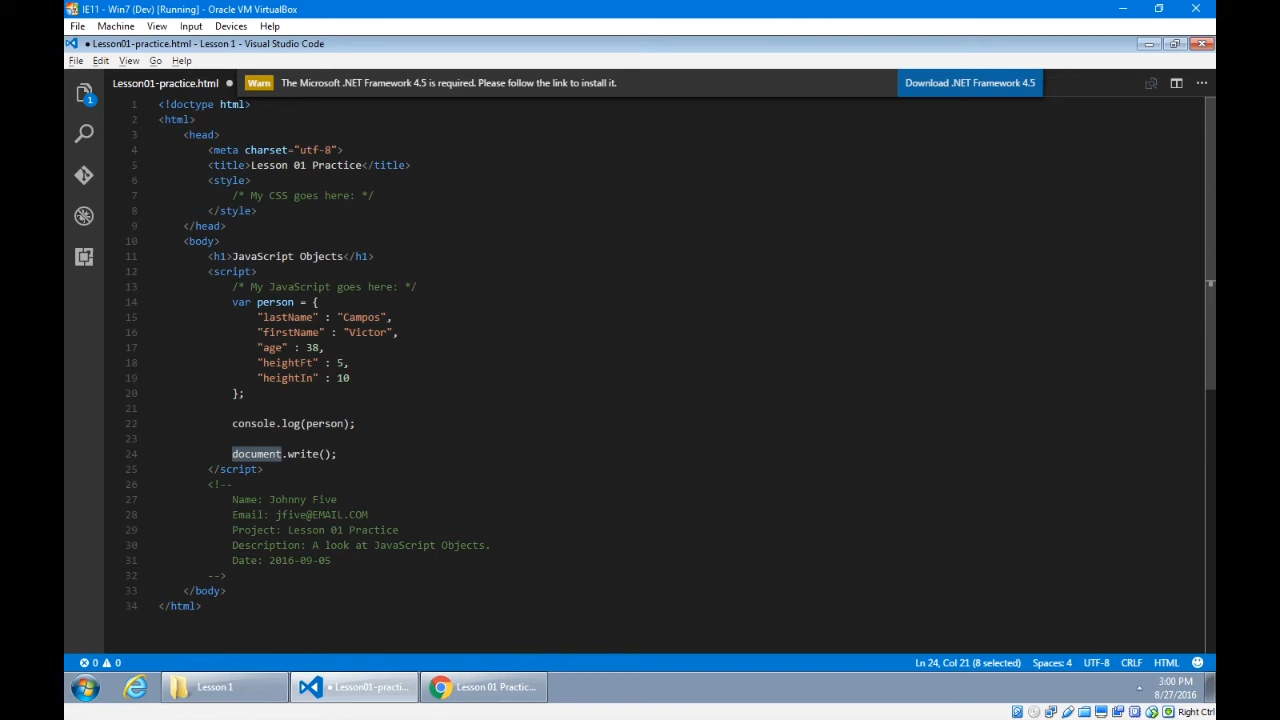 IE11 - Win7 (Dev) [Running] - Oracle VM VirtualBox
File Machine View Input Devices Help
● Lesson01-practice.html - Lesson 1 - Visual Studio Code
File Edit View Go Help
Lesson01-practice.html ●
Warn The Microsoft .NET Framework 4.5 is required. Please follow the link to install it. Download .NET Framework 4.5
1
1 <!doctype html>
2 <html>
3 <head>
4 <meta charset="utf-8">
5 <title>Lesson 01 Practice</title>
6 <style>
7 /* My CSS goes here: */
8 </style>
9 </head>
10 <body>
11 <h1>JavaScript Objects</h1>
12 <script>
13 /* My JavaScript goes here: */
14 var person = {
15 "lastName" : "Campos",
16 "firstName" : "Victor",
17 "age" : 38,
18 "heightFt" : 5,
19 "heightIn" : 10
20 };
21
22 console.log(person);
23
24 document.write();
25 </script>
26 <!--
27 Name: Johnny Five
28 Email: jfive@EMAIL.COM
29 Project: Lesson 01 Practice
30 Description: A look at JavaScript Objects.
31 Date: 2016-09-05
32 -->
33 </body>
34 </html>
0 0 Ln 24, Col 21 (8 selected) Spaces: 4 UTF-8 CRLF HTML
Lesson 1 ● Lesson01-practi... Lesson 01 Practic...
3:00 PM
8/27/2016
Right Ctrl